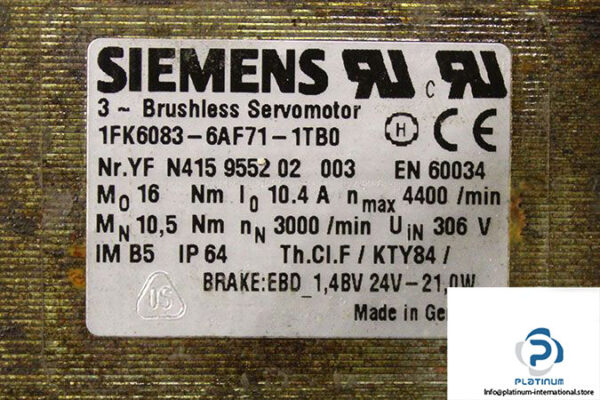 SIEMENS
3 ~ Brushless Servomotor
1FK6083-6AF71-1TB0
Nr.YF N415 9552 02 003 EN 60034
M0 16 Nm I0 10.4 A nmax 4400 /min
MN 10,5 Nm nN 3000 /min UiN 306 V
IM B5 IP 64 Th.Cl.F / KTY84 /
BRAKE:EBD_1,4BV 24V-21,0W
Made in Ge
PLATINUM
Info@platinum-international.store